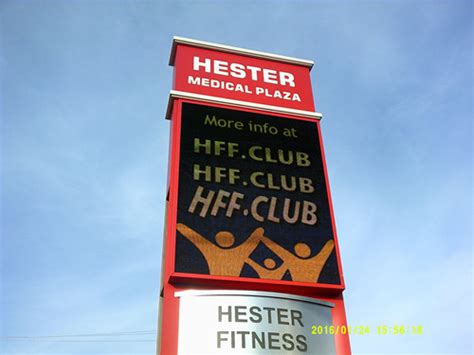 HESTER
MEDICAL PLAZA
More info at
HFF.CLUB
HFF.CLUB
HFF.CLUB
HESTER
FITNESS
2016/01/24 15:56:18